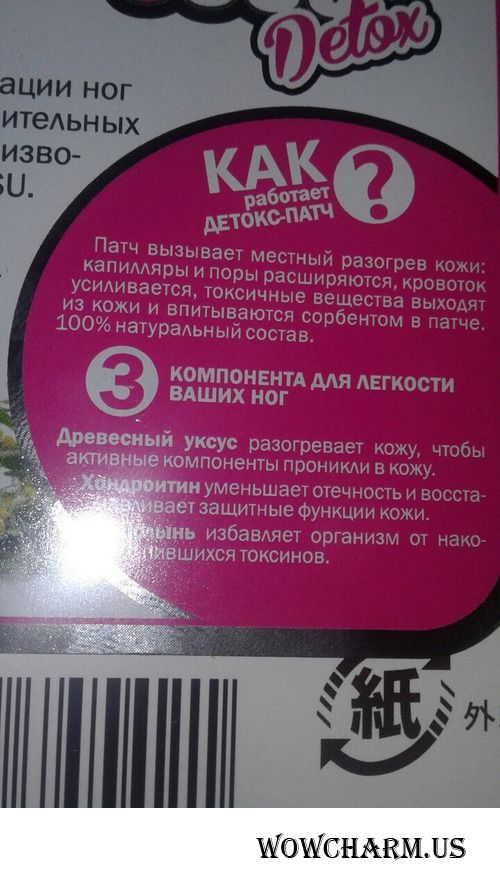 Detox
ации ног
ительных
изво-
SU.
КАК
работает
ДЕТОКС-ПАТЧ
?
Патч вызывает местный разогрев кожи:
капилляры и поры расширяются, кровоток
усиливается, токсичные вещества выходят
из кожи и впитываются сорбентом в патче.
100% натуральный состав.
3
КОМПОНЕНТА ДЛЯ ЛЕГКОСТИ
ВАШИХ НОГ
Древесный уксус разогревает кожу, чтобы
активные компоненты проникли в кожу.
Хондроитин уменьшает отечность и восста-
вливает защитные функции кожи.
избавляет организм от нако-
пившихся токсинов.
紙
外
WOWCHARM.US